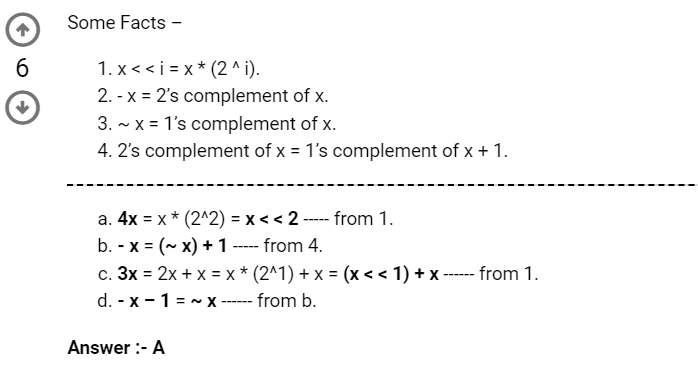 Some Facts –
6
1. x < < i = x * (2 ^ i).
2. - x = 2’s complement of x.
3. ~ x = 1’s complement of x.
4. 2’s complement of x = 1’s complement of x + 1.
a. 4x = x * (2^2) = x < < 2 ----- from 1.
b. - x = (~ x) + 1 ----- from 4.
c. 3x = 2x + x = x * (2^1) + x = (x < < 1) + x ------ from 1.
d. - x – 1 = ~ x ------ from b.
Answer :- A